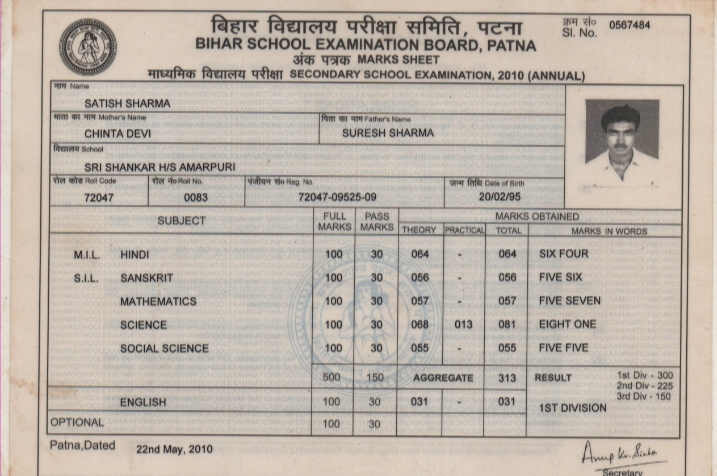 बिहार विद्यालय परीक्षा समिति, पटना
क्रम सं० 0567484
Sl. No.
BIHAR SCHOOL EXAMINATION BOARD, PATNA
अंक पत्रक MARKS SHEET
माध्यमिक विद्यालय परीक्षा SECONDARY SCHOOL EXAMINATION, 2010 (ANNUAL)
नाम Name
SATISH SHARMA
माता का नाम Mother's Name पिता का नाम Father's Name
CHINTA DEVI SURESH SHARMA
विद्यालय School
SRI SHANKAR H/S AMARPURI
रोल कोड Roll Code रोल नं० Roll No. पंजीयन सं० Reg. No. जन्म तिथि Date of Birth
72047 0083 72047-09525-09 20/02/95
SUBJECT FULL MARKS PASS MARKS MARKS OBTAINED
THEORY PRACTICAL TOTAL MARKS IN WORDS
M.I.L. HINDI 100 30 064 - 064 SIX FOUR
S.I.L. SANSKRIT 100 30 056 - 056 FIVE SIX
MATHEMATICS 100 30 057 - 057 FIVE SEVEN
SCIENCE 100 30 068 013 081 EIGHT ONE
SOCIAL SCIENCE 100 30 055 - 055 FIVE FIVE
500 150 AGGREGATE 313 RESULT 1st Div - 300
2nd Div - 225
3rd Div - 150
ENGLISH 100 30 031 - 031 1ST DIVISION
OPTIONAL 100 30
Patna,Dated 22nd May, 2010
Secretary